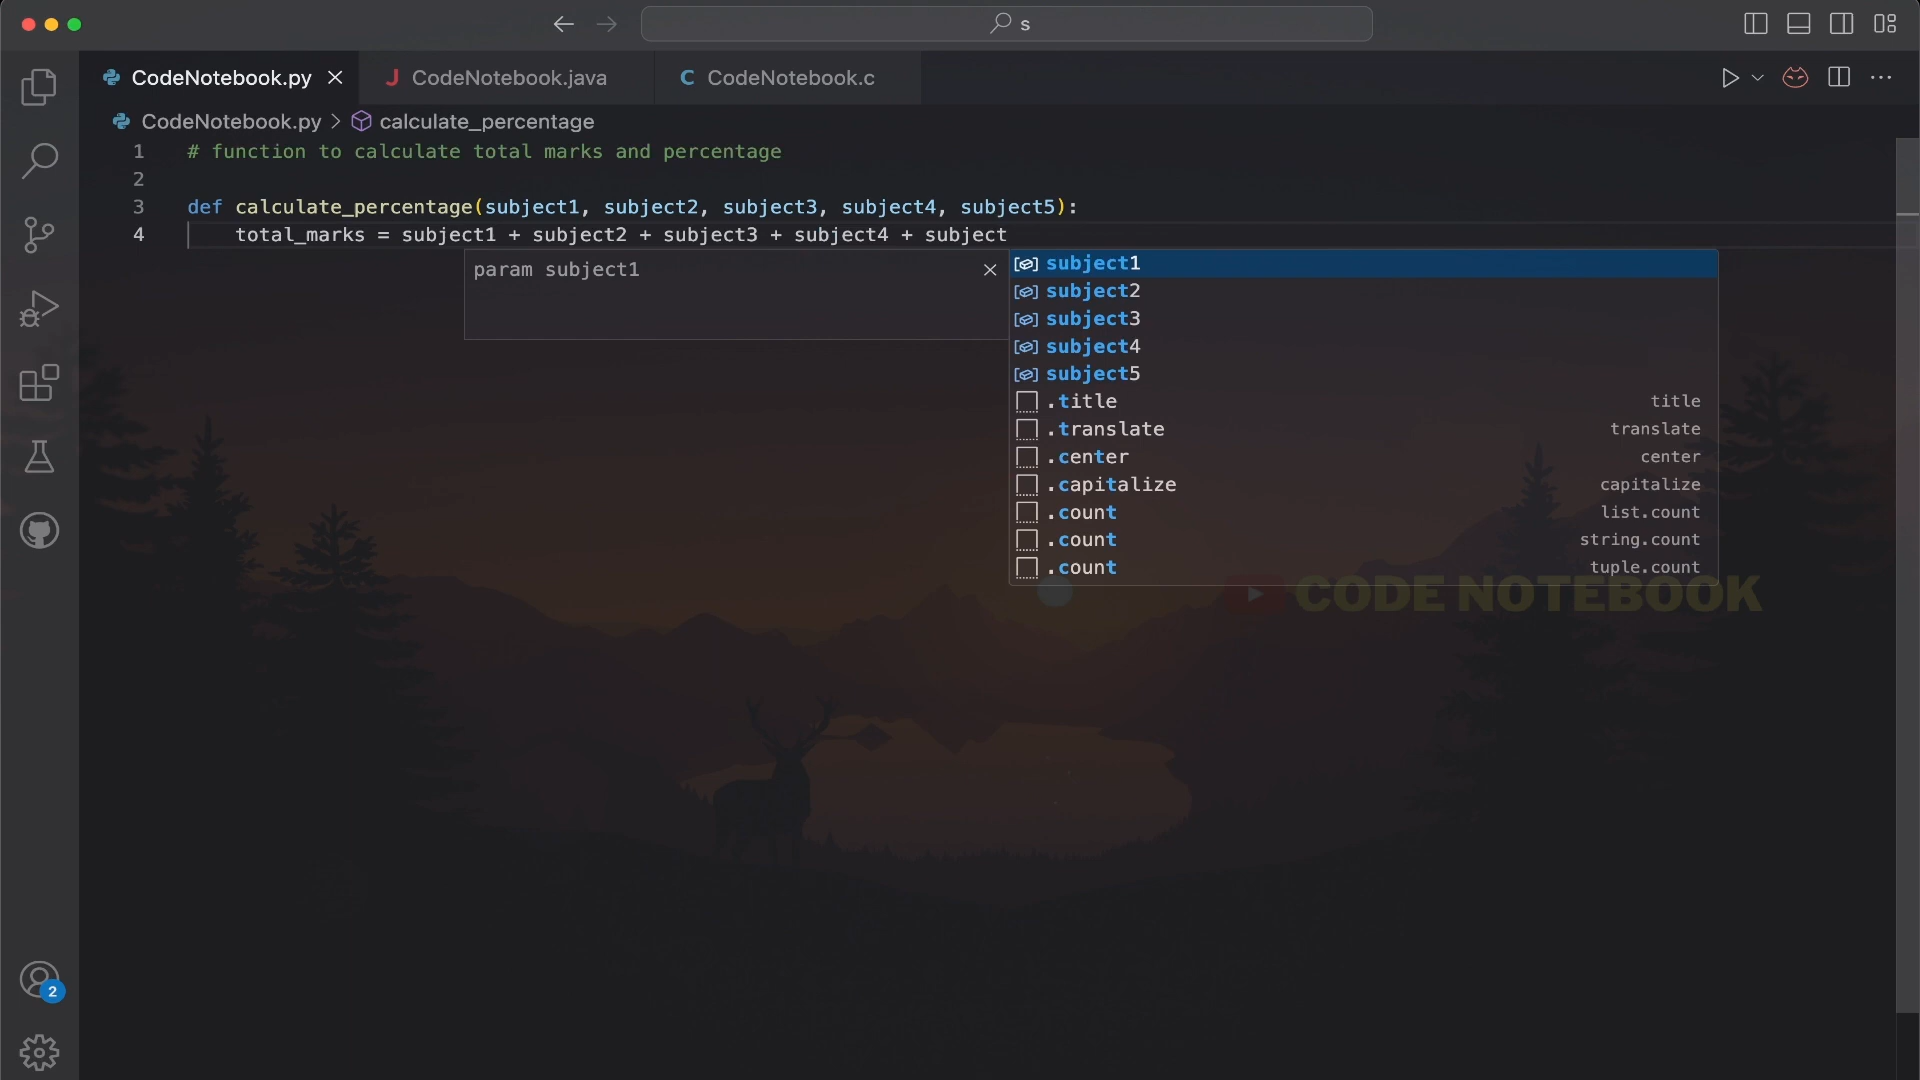 s
CodeNotebook.py
J CodeNotebook.java
C CodeNotebook.c
CodeNotebook.py > calculate_percentage
1 # function to calculate total marks and percentage
2
3 def calculate_percentage(subject1, subject2, subject3, subject4, subject5):
4 total_marks = subject1 + subject2 + subject3 + subject4 + subject
param subject1
subject1
subject2
subject3
subject4
subject5
.title title
.translate translate
.center center
.capitalize capitalize
.count list.count
.count string.count
.count tuple.count
CODE NOTEBOOK
2